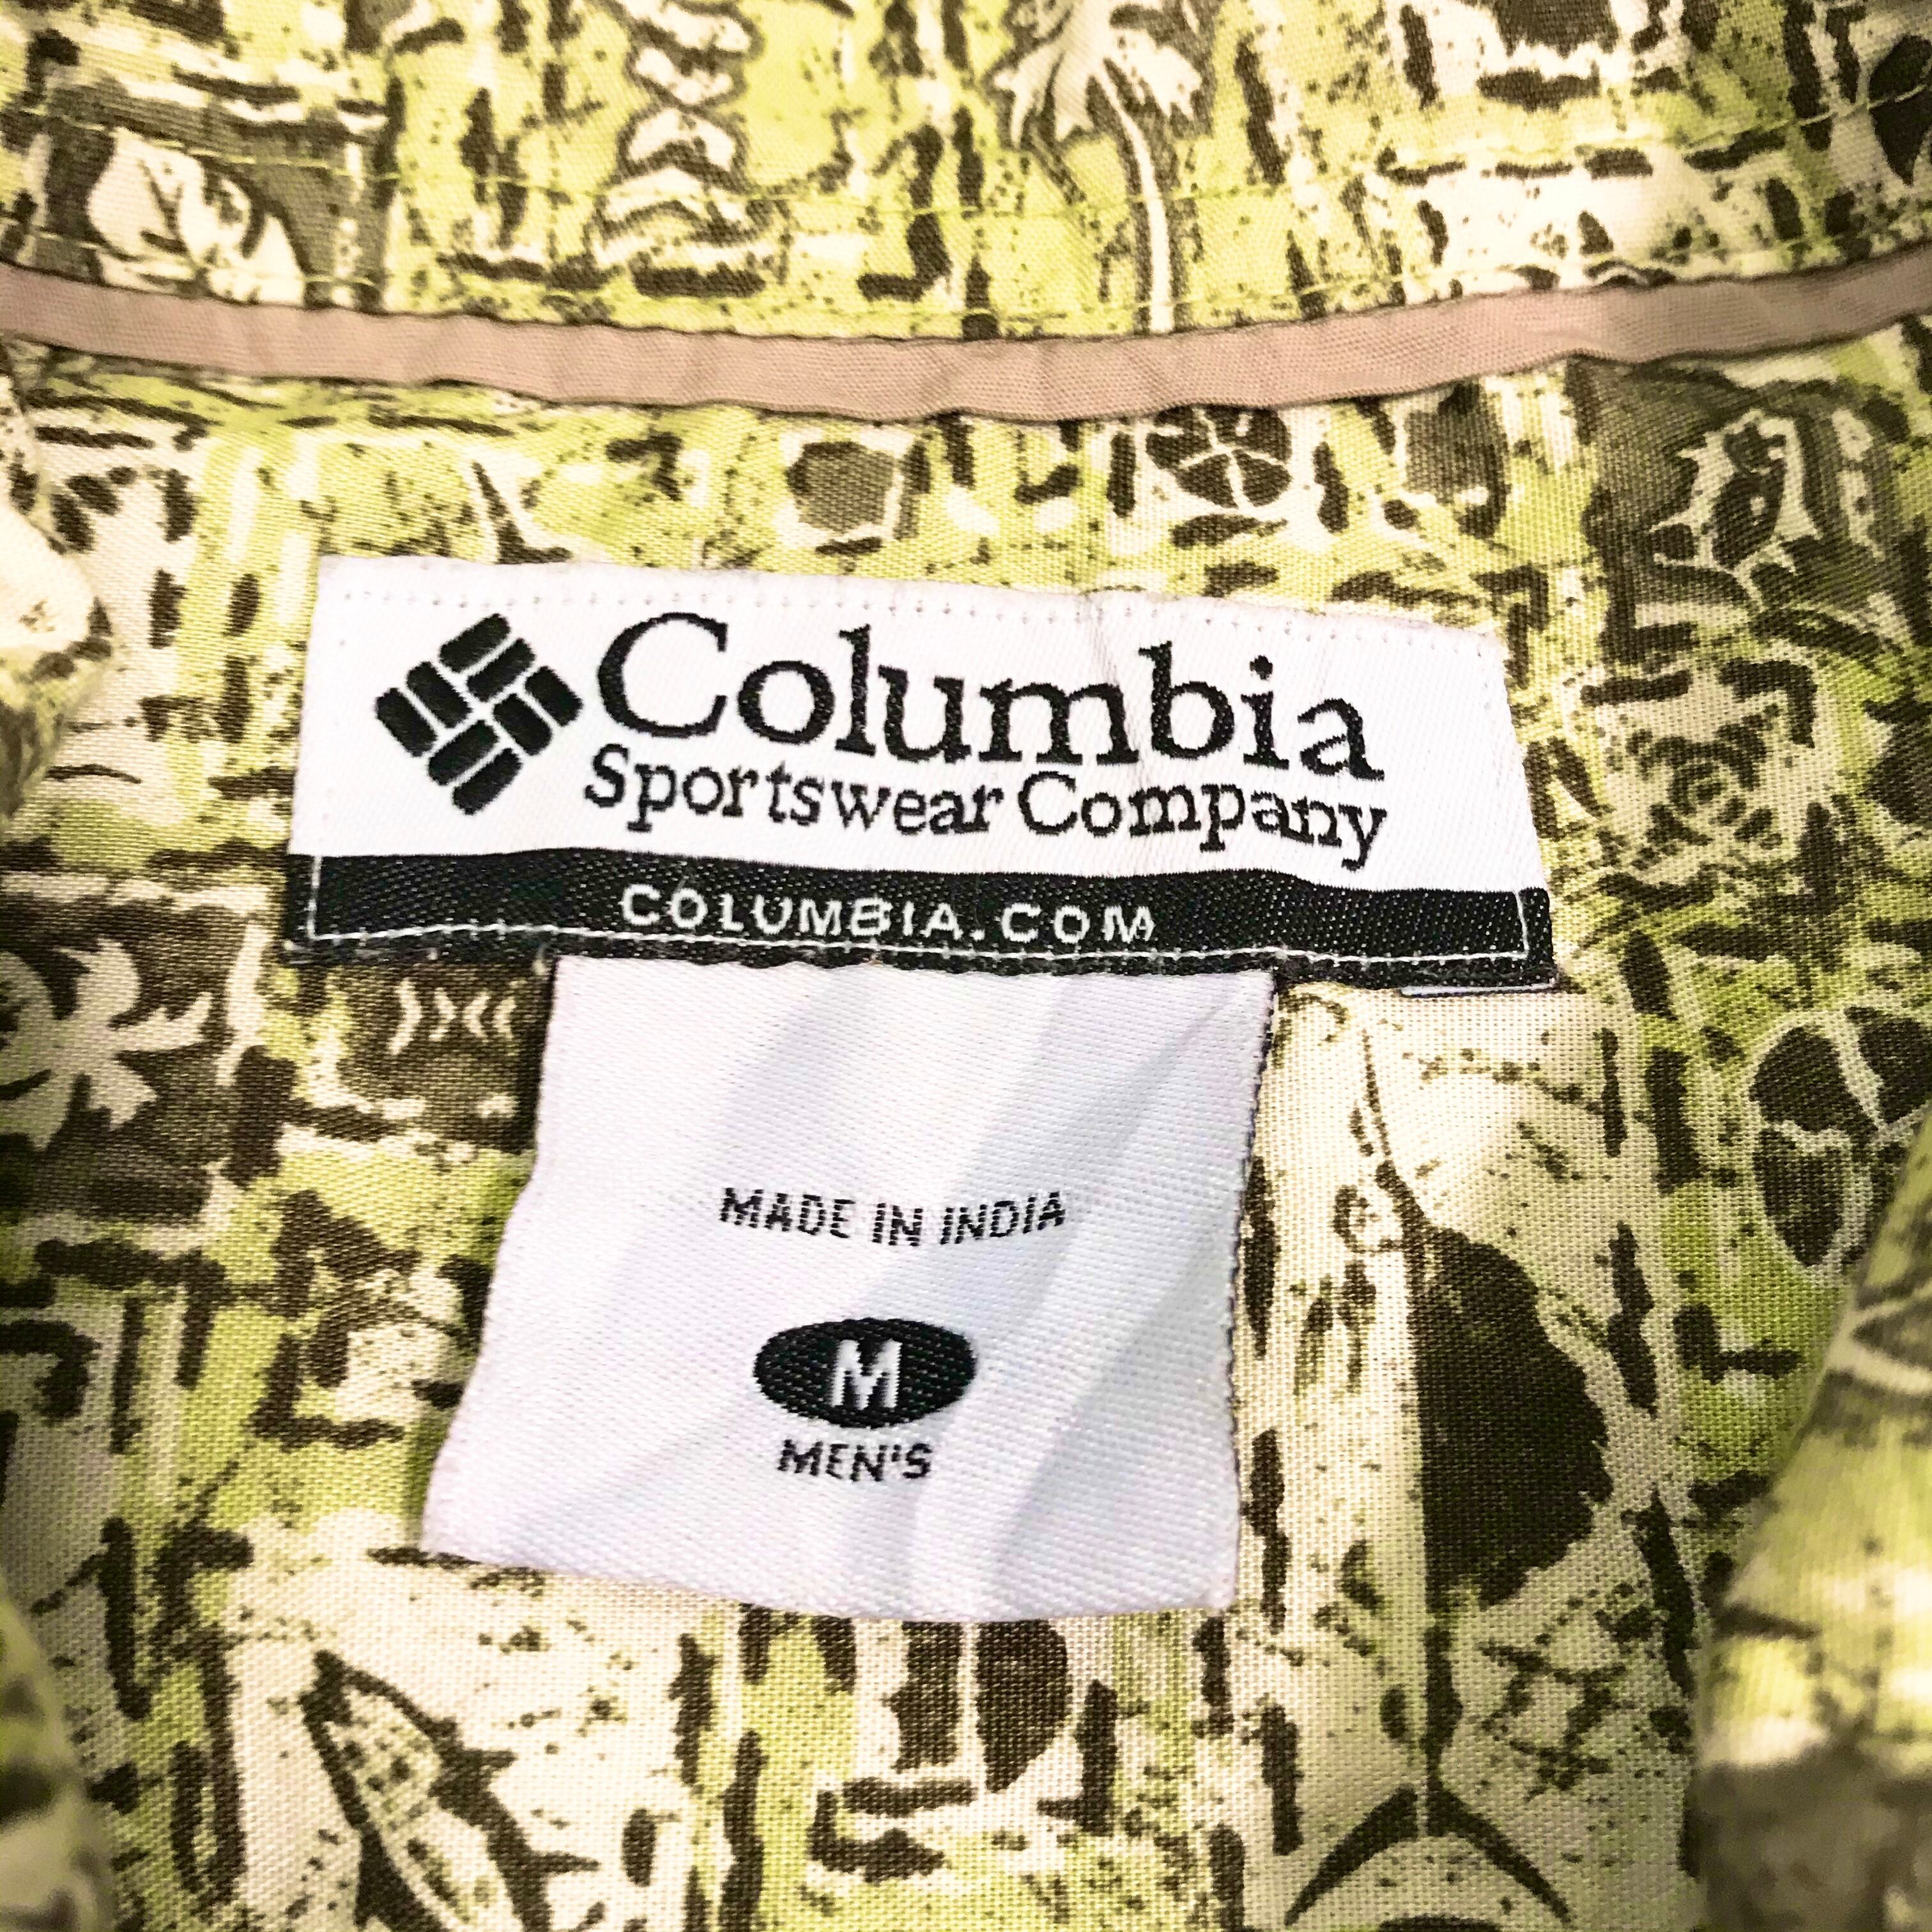 Columbia
Sportswear Company
COLUMBIA.COM
MADE IN INDIA
M
MEN'S